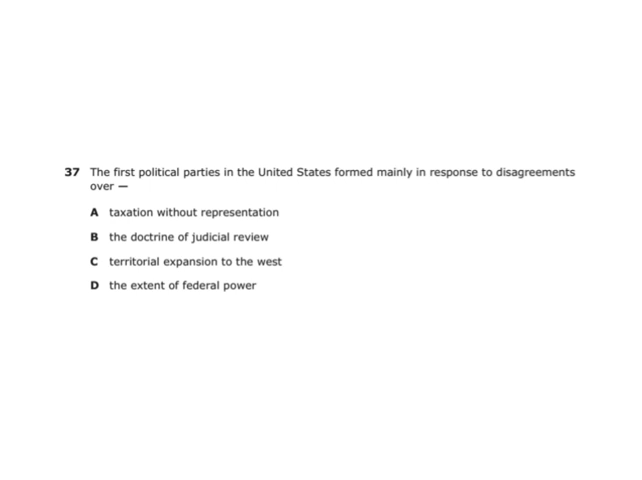 37 The first political parties in the United States formed mainly in response to disagreements
over —
A taxation without representation
B the doctrine of judicial review
C territorial expansion to the west
D the extent of federal power